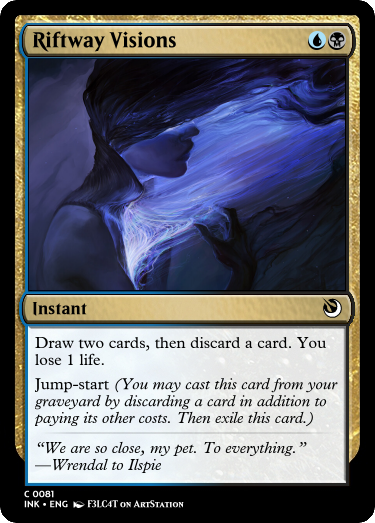 Riftway Visions
Instant
Draw two cards, then discard a card. You
lose 1 life.
Jump-start (You may cast this card from your
graveyard by discarding a card in addition to
paying its other costs. Then exile this card.)
“We are so close, my pet. To everything.”
—Wrendal to Ilspie
C 0081
INK • ENG F3LC4T on ArtStation